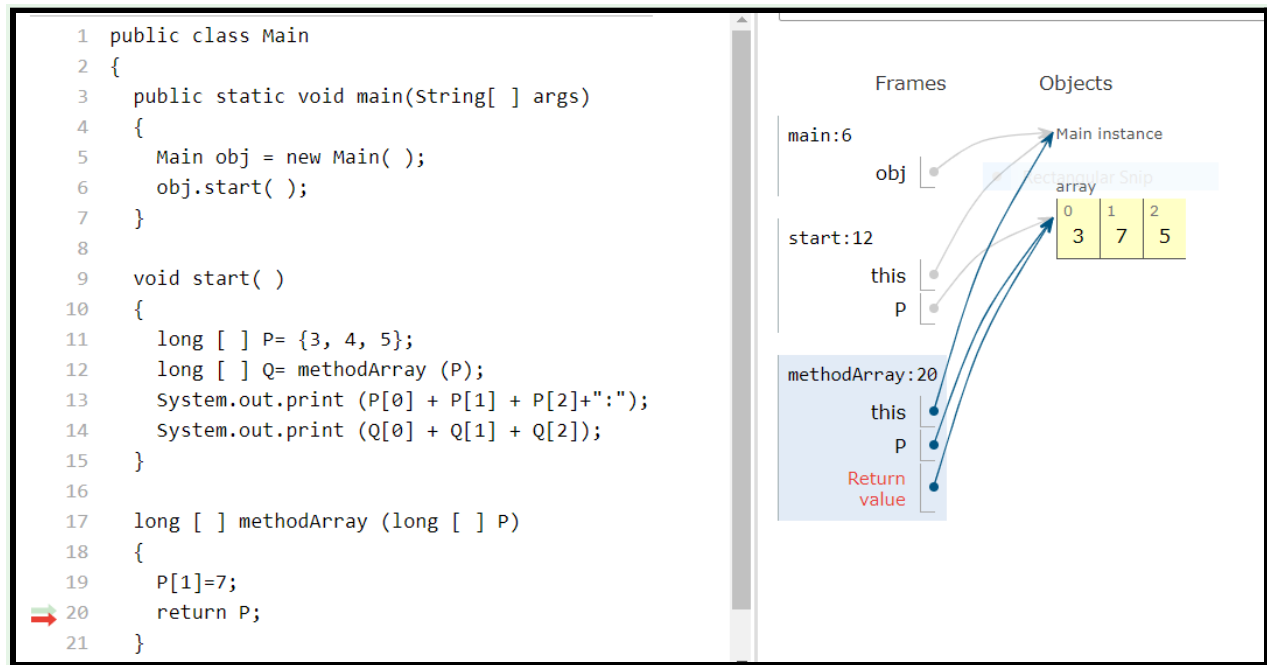 1 public class Main
2 {
3 public static void main(String[ ] args)
4 {
5 Main obj = new Main( );
6 obj.start( );
7 }
8
9 void start( )
10 {
11 long [ ] P= {3, 4, 5};
12 long [ ] Q= methodArray (P);
13 System.out.print (P[0] + P[1] + P[2]+":");
14 System.out.print (Q[0] + Q[1] + Q[2]);
15 }
16
17 long [ ] methodArray (long [ ] P)
18 {
19 P[1]=7;
20 return P;
21 }
Frames Objects
main:6
Main instance
obj
Rectangular Snip
array
0 1 2
3 7 5
start:12
this
P
methodArray:20
this
P
Return
value